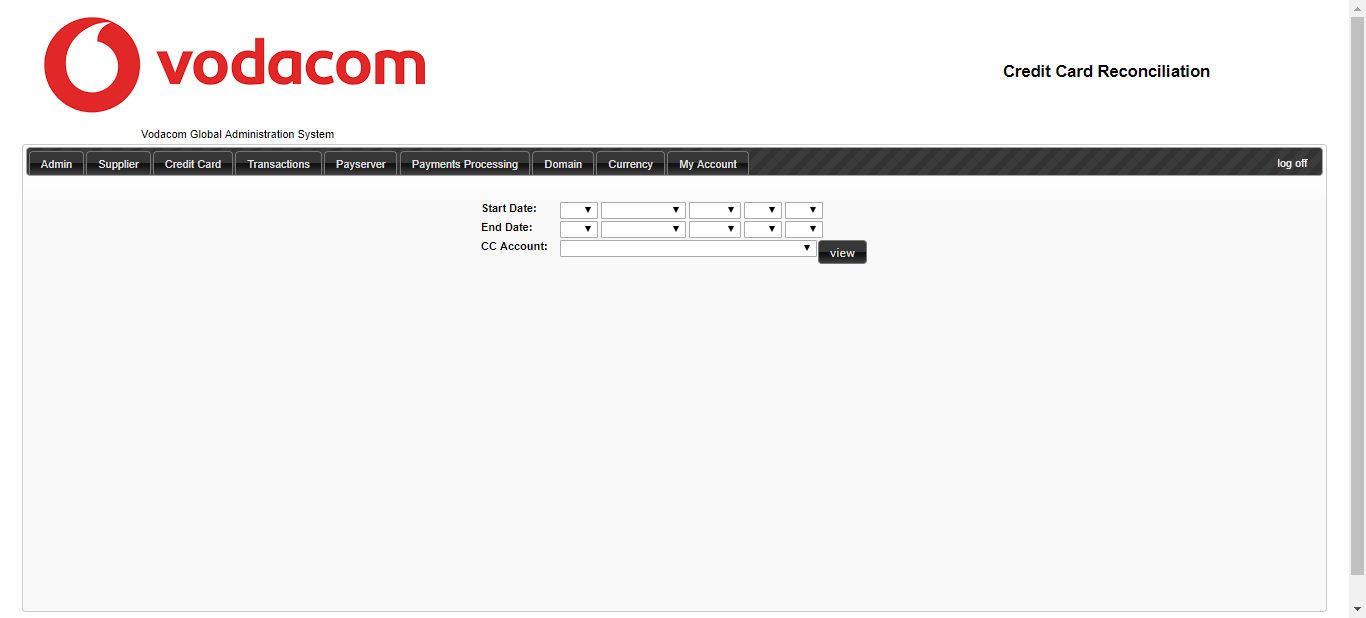 vodacom
Credit Card Reconciliation
Vodacom Global Administration System
Admin Supplier Credit Card Transactions Payserver Payments Processing Domain Currency My Account log off
Start Date:
End Date:
CC Account:
view